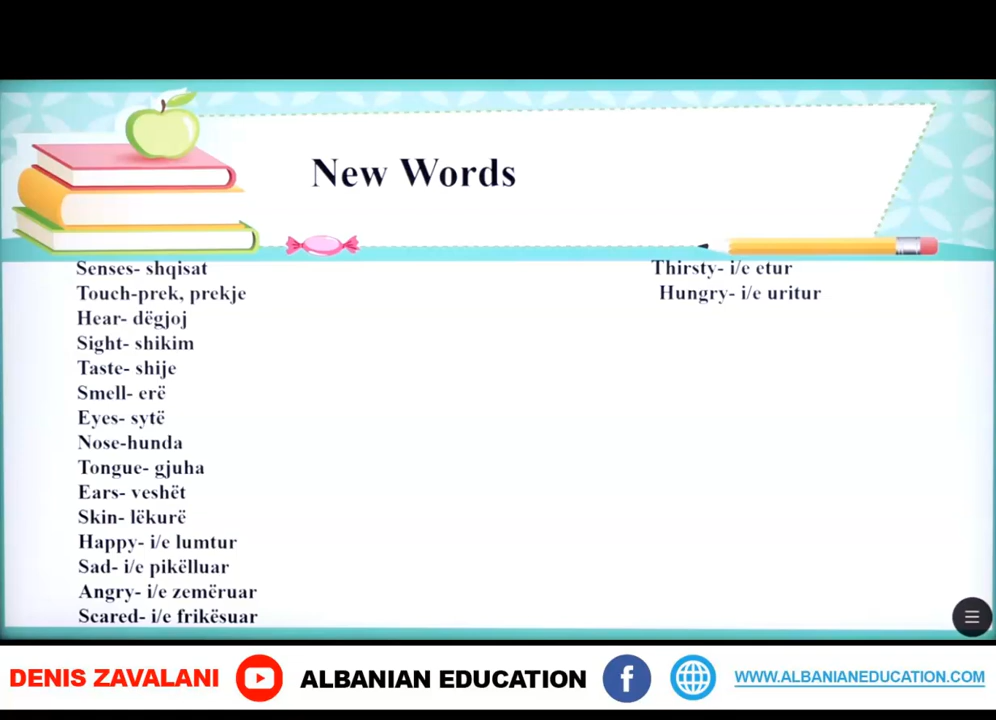 New Words
Senses- shqisat
Touch-prek, prekje
Hear- dëgjoj
Sight- shikim
Taste- shije
Smell- erë
Eyes- sytë
Nose-hunda
Tongue- gjuha
Ears- veshët
Skin- lëkurë
Happy- i/e lumtur
Sad- i/e pikëlluar
Angry- i/e zemëruar
Scared- i/e frikësuar
Thirsty- i/e etur
Hungry- i/e uritur
DENIS ZAVALANI ALBANIAN EDUCATION f WWW.ALBANIANEDUCATION.COM